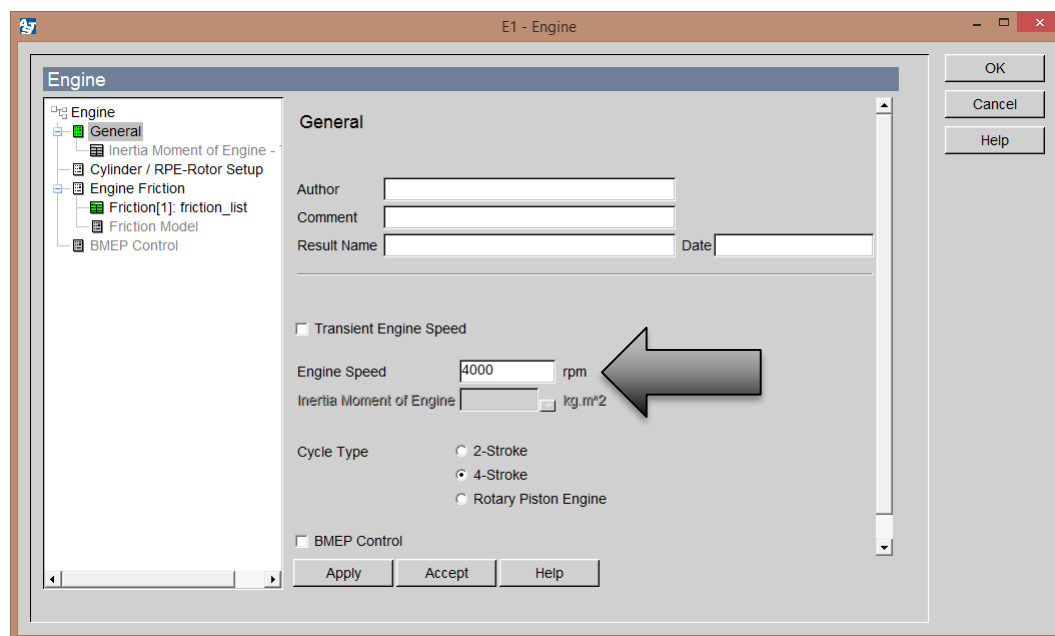 E1 - Engine
Engine
OK
Cancel
Help
Engine
General
Inertia Moment of Engine -
Cylinder / RPE-Rotor Setup
Engine Friction
Friction[1]: friction_list
Friction Model
BMEP Control
General
Author
Comment
Result Name Date
Transient Engine Speed
Engine Speed 4000 rpm
Inertia Moment of Engine kg.m^2
Cycle Type 2-Stroke
4-Stroke
Rotary Piston Engine
BMEP Control
Apply Accept Help